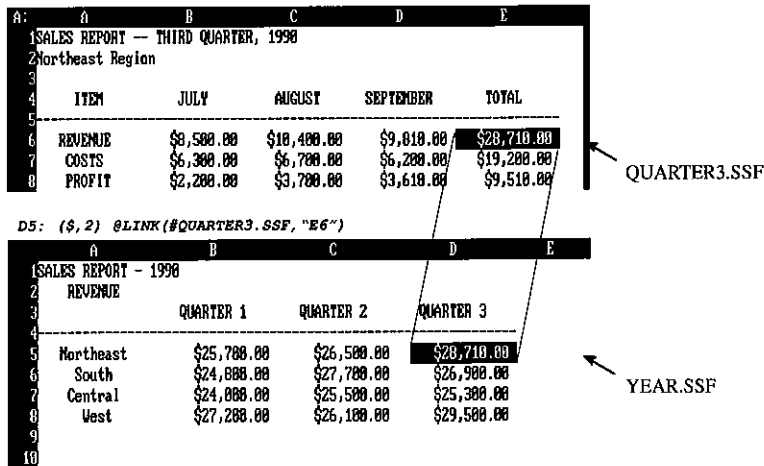 A: A B C D E
1 SALES REPORT -- THIRD QUARTER, 1990
2 Northeast Region
3
4 ITEM JULY AUGUST SEPTEMBER TOTAL
5
6 REVENUE $8,500.00 $10,400.00 $9,810.00 $28,710.00
7 COSTS $6,300.00 $6,700.00 $6,200.00 $19,200.00
8 PROFIT $2,200.00 $3,700.00 $3,610.00 $9,510.00
QUARTER3.SSF
D5: ($,2) @LINK(#QUARTER3.SSF,"E6")
A B C D E
1 SALES REPORT - 1990
2 REVENUE
3 QUARTER 1 QUARTER 2 QUARTER 3
4
5 Northeast $25,700.00 $26,500.00 $28,710.00
6 South $27,700.00 $26,900.00
7 Central $25,500.00 $25,300.00
8 West $27,200.00 $26,100.00 $29,500.00
9
10
YEAR.SSF